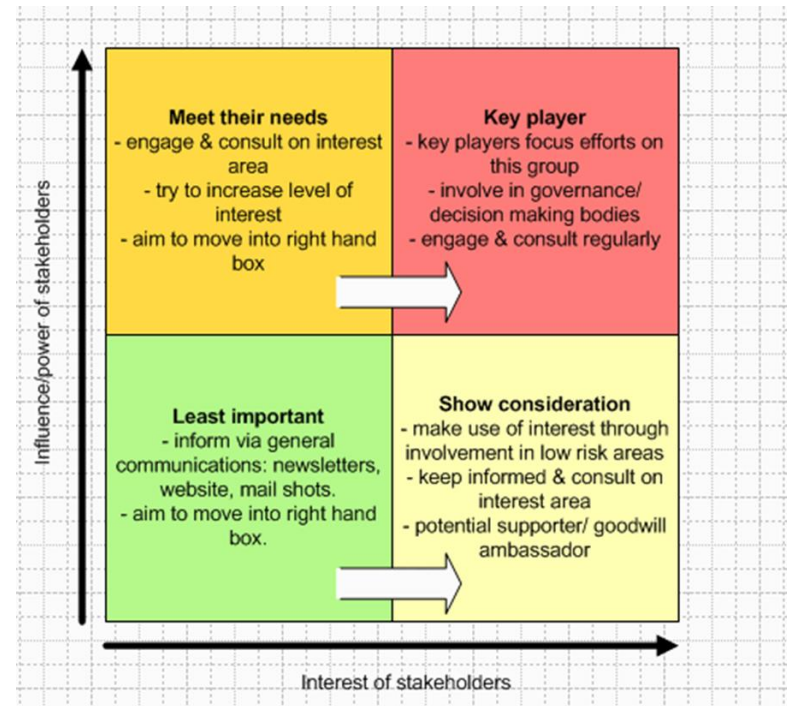 Influence/power of stakeholders
Meet their needs
- engage & consult on interest
area
- try to increase level of
interest
- aim to move into right hand
box
Key player
- key players focus efforts on
this group
- involve in governance/
decision making bodies
- engage & consult regularly
Least important
- inform via general
communications: newsletters,
website, mail shots.
- aim to move into right hand
box.
Show consideration
- make use of interest through
involvement in low risk areas
- keep informed & consult on
interest area
- potential supporter/ goodwill
ambassador
Interest of stakeholders